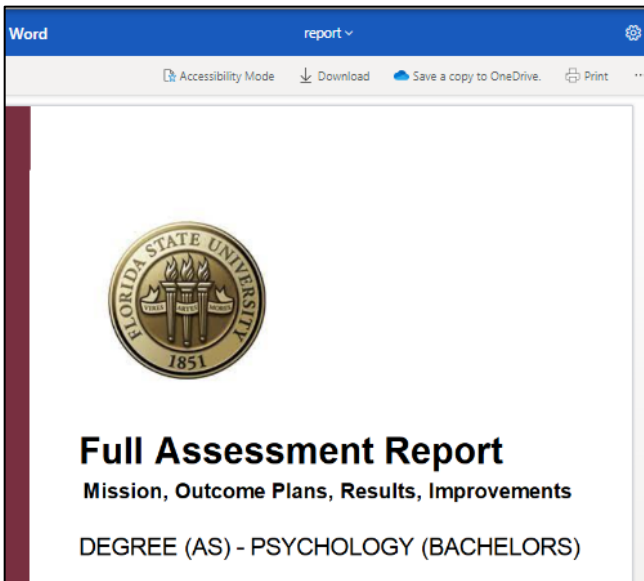 Word
report
Accessibility Mode
Download
Save a copy to OneDrive.
Print
...
FLORIDA STATE UNIVERSITY
VIRES ARTES MORES
1851
Full Assessment Report
Mission, Outcome Plans, Results, Improvements
DEGREE (AS) - PSYCHOLOGY (BACHELORS)